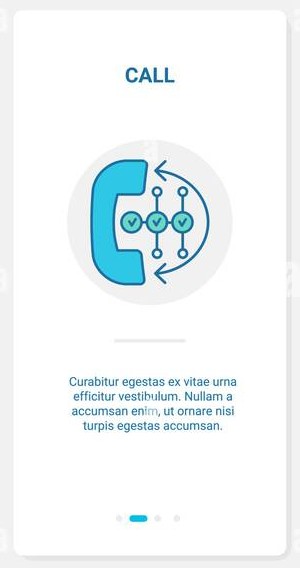 CALL
Curabitur egestas ex vitae urna
efficitur vestibulum. Nullam a
accumsan enim, ut ornare nisi
turpis egestas accumsan.